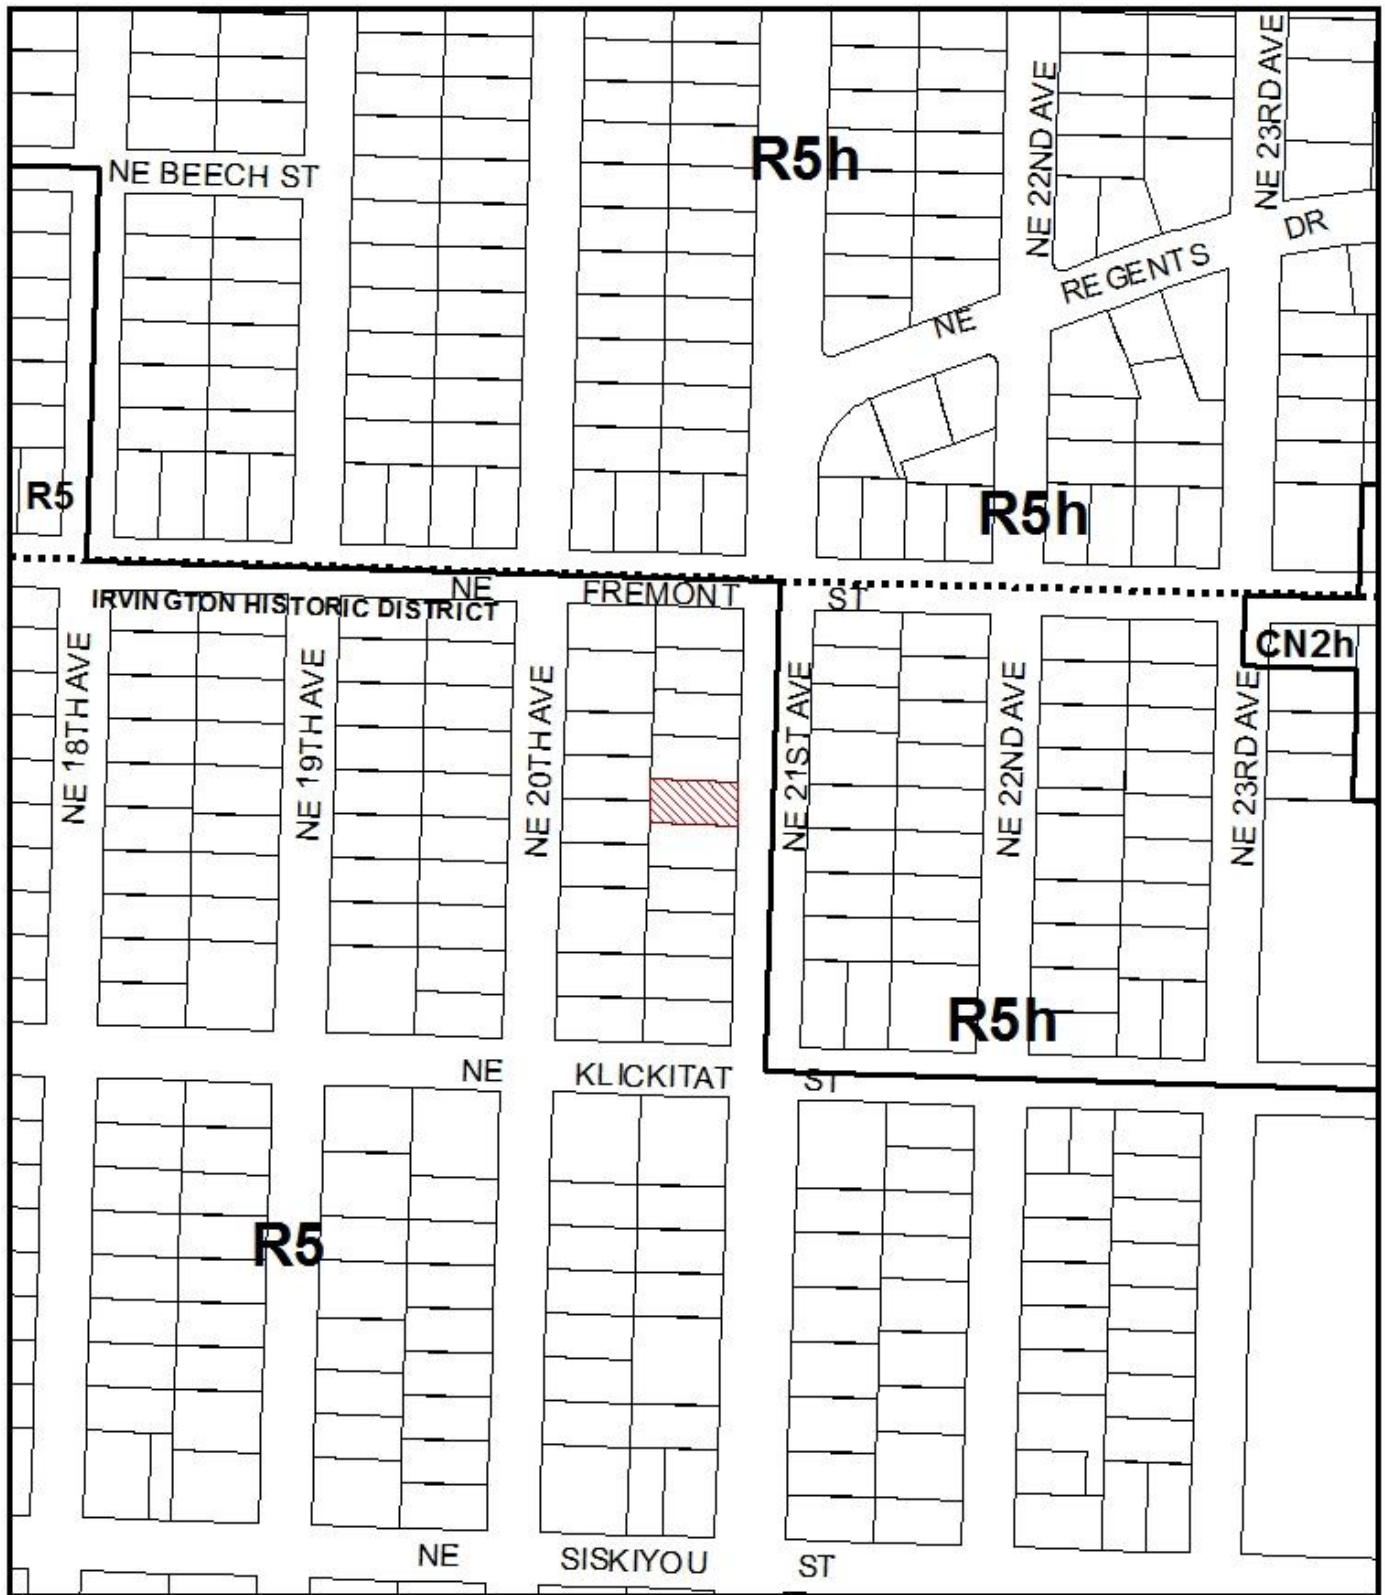 NE 22ND AVE
NE 23RD AVE
R5h
NE BEECH ST
NE REGENTS DR
R5
R5h
NE FREMONT ST
IRVINGTON HISTORIC DISTRICT
CN2h
NE 18TH AVE
NE 19TH AVE
NE 20TH AVE
NE 21ST AVE
NE 22ND AVE
NE 23RD AVE
R5h
NE KLICKITAT ST
R5
NE SISKIYOU ST